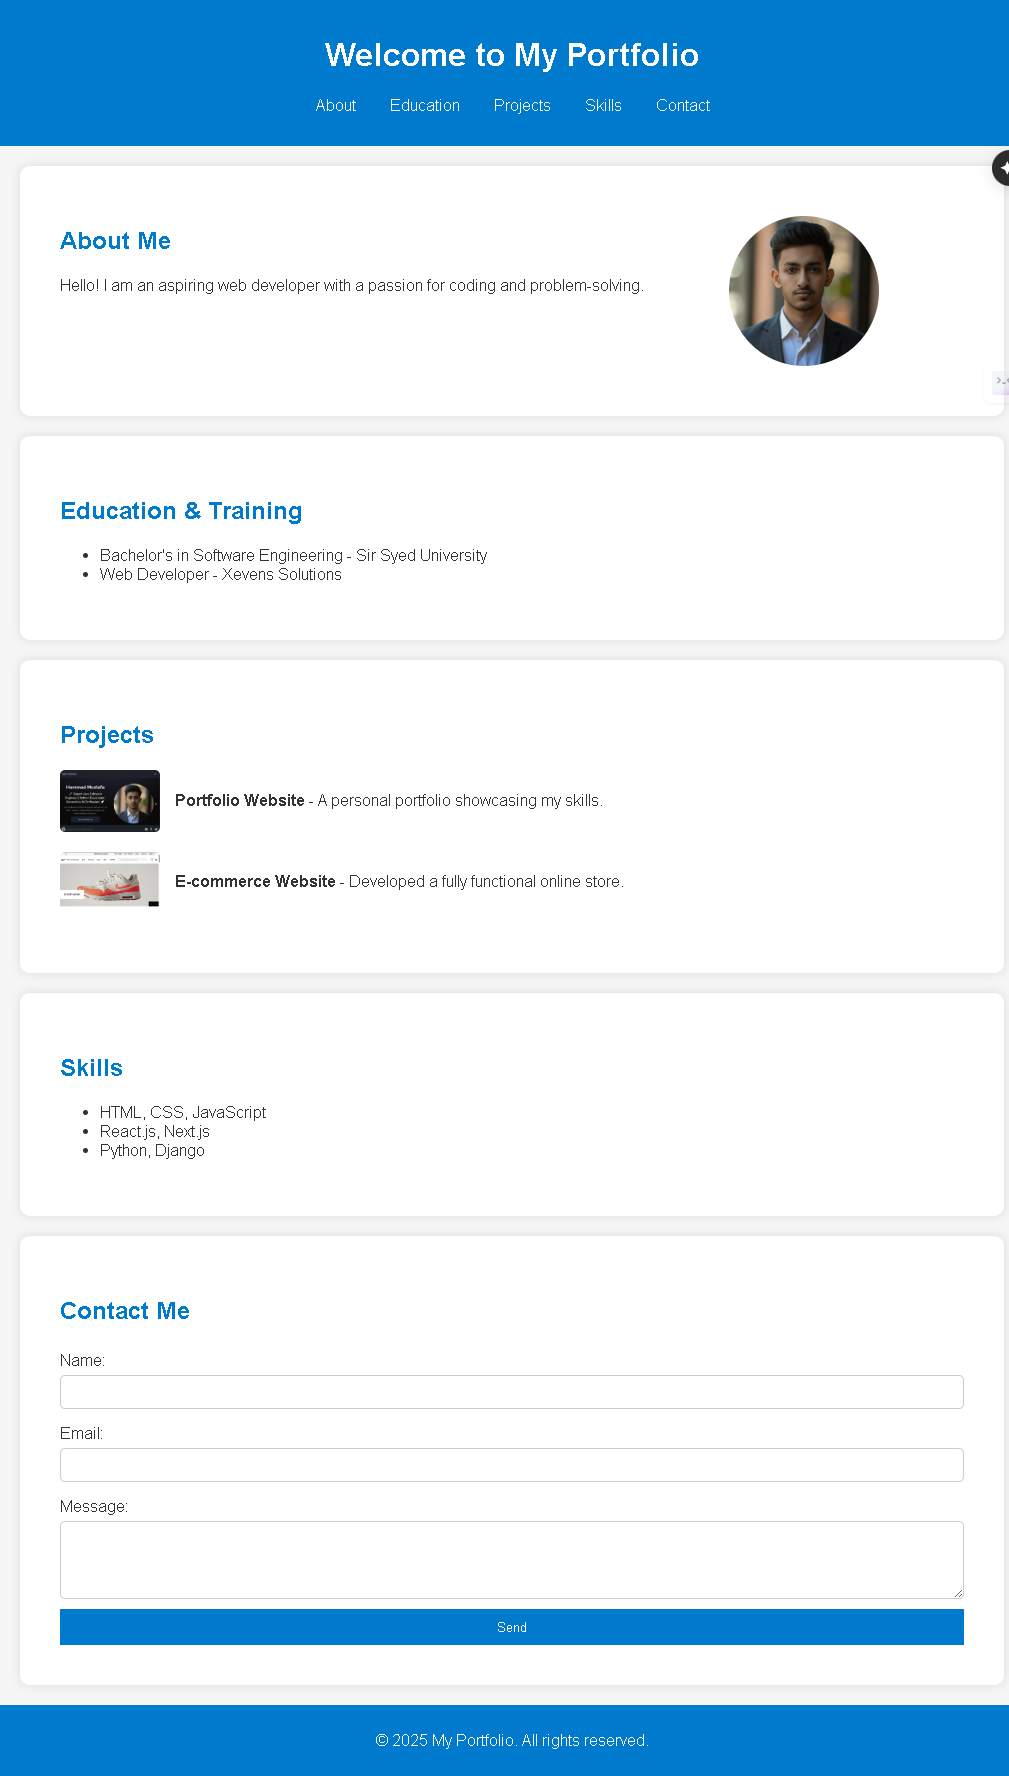 Welcome to My Portfolio
About Education Projects Skills Contact
About Me
Hello! I am an aspiring web developer with a passion for coding and problem-solving.
Education & Training
Bachelor's in Software Engineering - Sir Syed University
Web Developer - Xevens Solutions
Projects
Portfolio Website - A personal portfolio showcasing my skills.
E-commerce Website - Developed a fully functional online store.
Skills
HTML, CSS, JavaScript
React.js, Next.js
Python, Django
Contact Me
Name:
Email:
Message:
Send
© 2025 My Portfolio. All rights reserved.